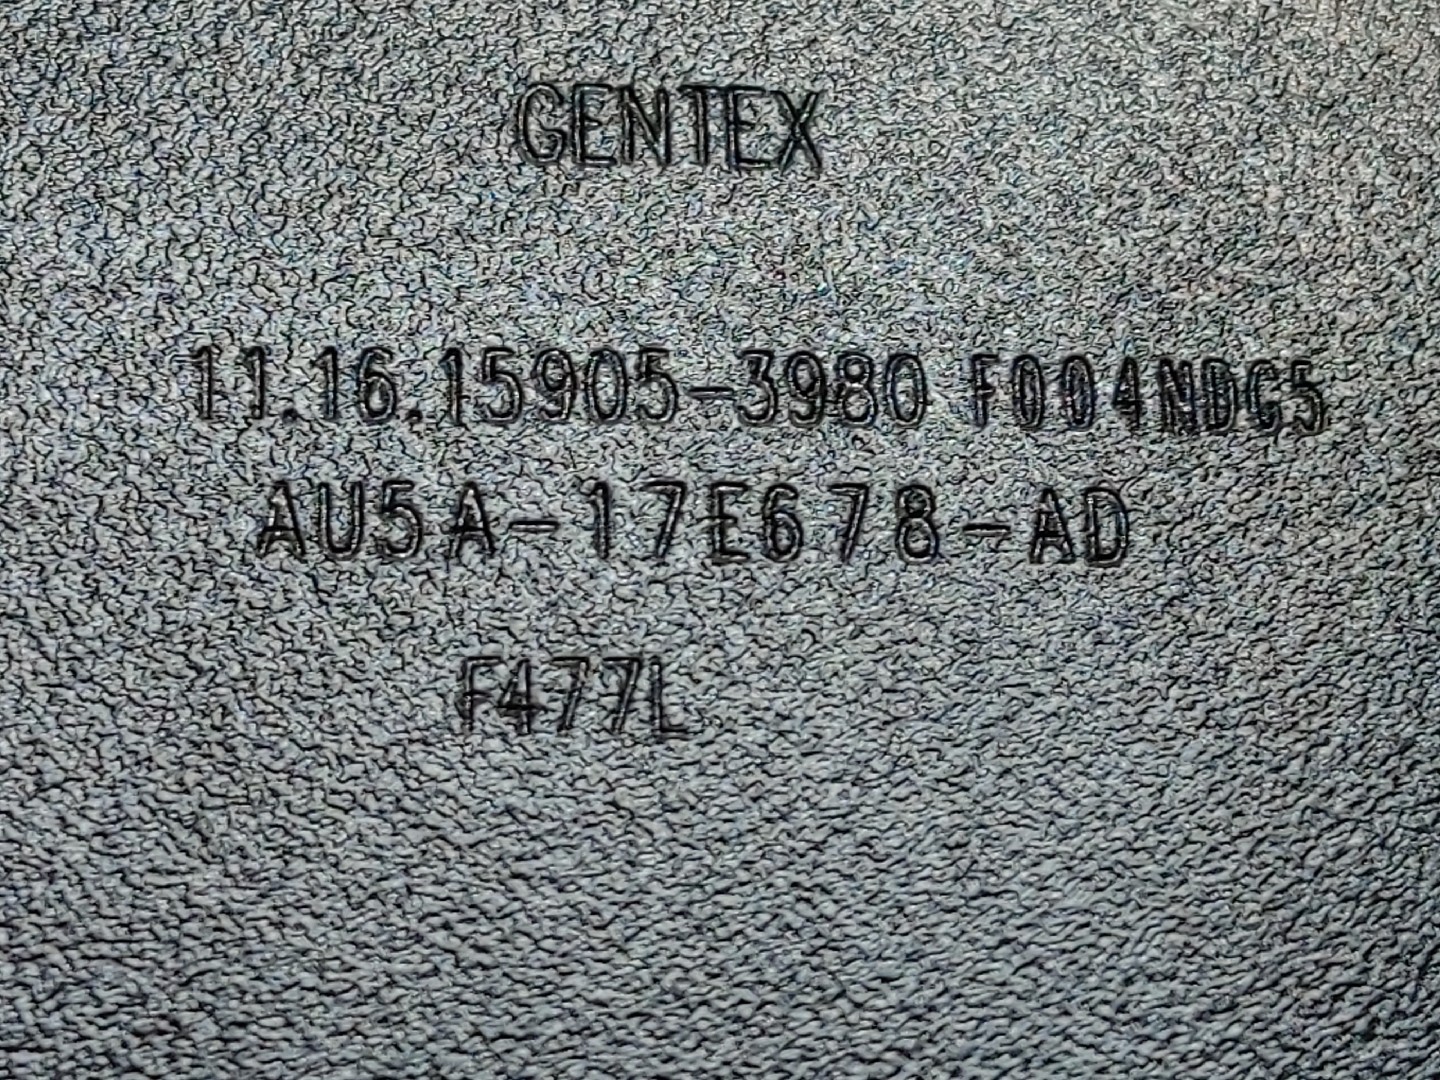 GENTEX
11.16.15905-3980 F004NDC5
AU5A-17E678-AD
F477L